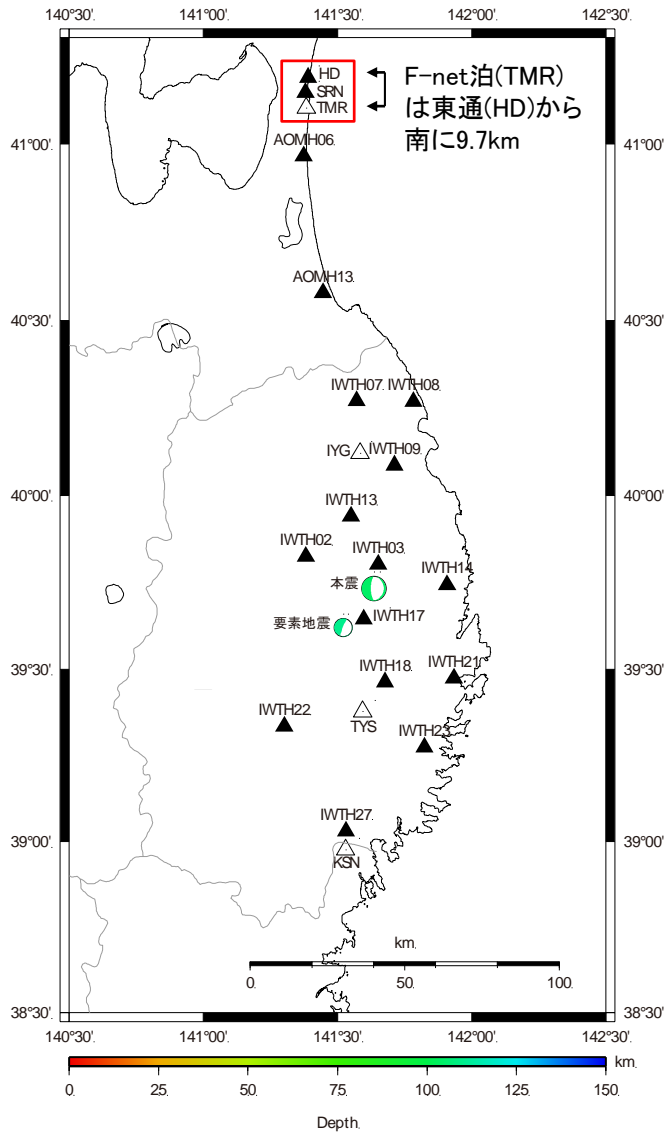 140°30'. 141°00'. 141°30'. 142°00'. 142°30'.
HD
SRN
TMR
F-net泊(TMR)
は東通(HD)から
南に9.7km
41°00'. 41°00'.
AOMH06.
AOMH13.
40°30'. 40°30'.
IWTH07. IWTH08.
IYG IWTH09.
40°00'. 40°00'.
IWTH13.
IWTH02. IWTH03.
IWTH14.
本震
要素地震 IWTH17
39°30'. 39°30'.
IWTH18. IWTH21.
IWTH22. TYS IWTH23.
IWTH27.
39°00'. 39°00'.
KSN
km.
0. 50. 100.
38°30'. 38°30'.
140°30'. 141°00'. 141°30'. 142°00'. 142°30'.
km.
0. 25. 50. 75. 100. 125. 150.
Depth.